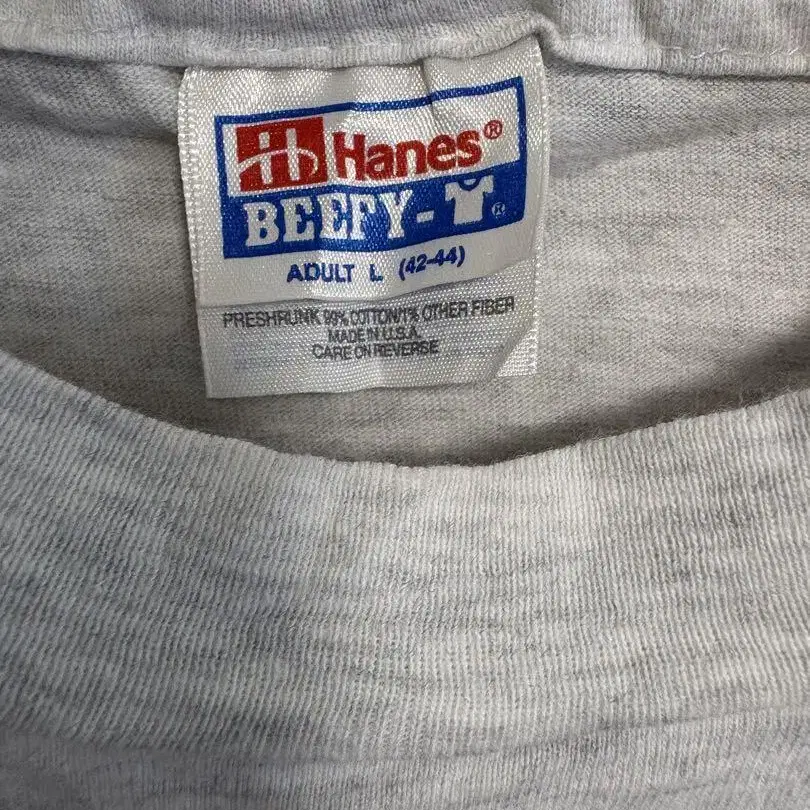 Hanes®
BEEFY-T®
ADULT L (42-44)
PRESHRUNK 99% COTTON/1% OTHER FIBER
MADE IN U.S.A.
CARE ON REVERSE